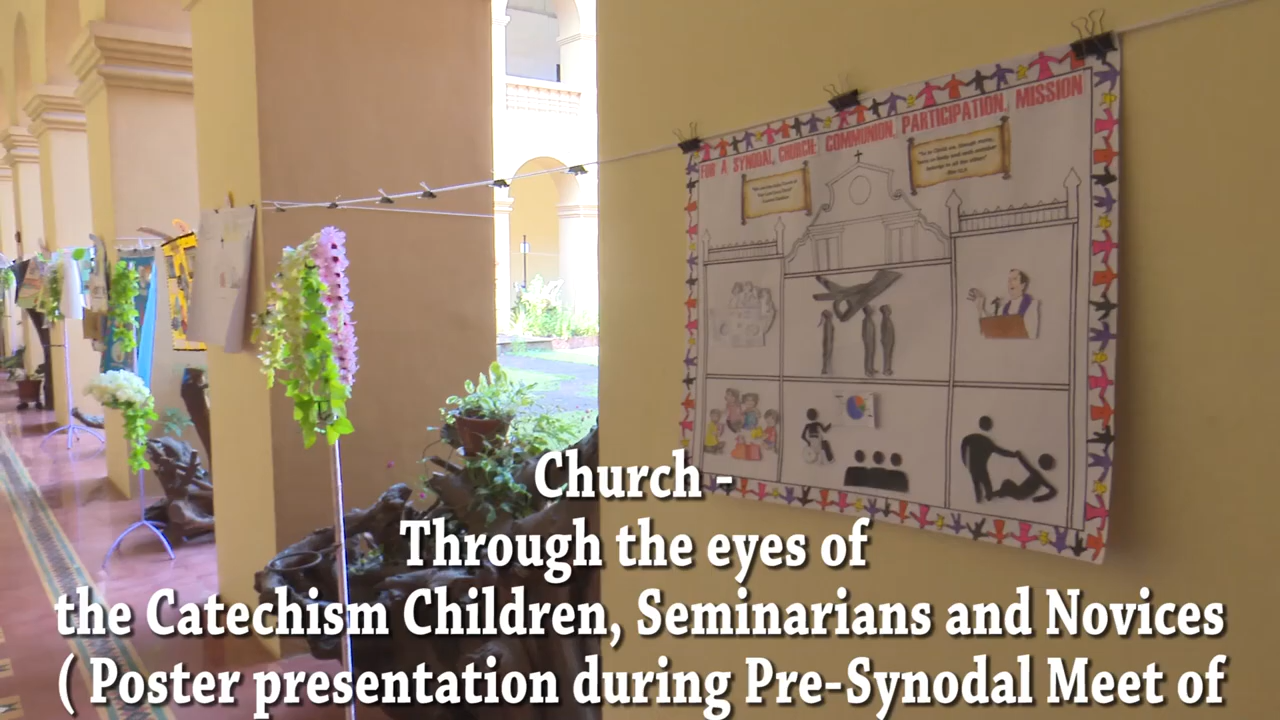 FOR A SYNODAL CHURCH: COMMUNION, PARTICIPATION, MISSION
Church -
Through the eyes of
the Catechism Children, Seminarians and Novices
( Poster presentation during Pre-Synodal Meet of